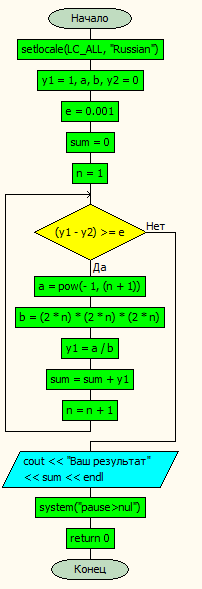 Начало
setlocale(LC_ALL, "Russian")
y1 = 1, a, b, y2 = 0
e = 0.001
sum = 0
n = 1
(y1 - y2) >= e
Нет
Да
a = pow(- 1, (n + 1))
b = (2 * n) * (2 * n) * (2 * n)
y1 = a / b
sum = sum + y1
n = n + 1
cout << "Ваш результат"
<< sum << endl
system("pause>nul")
return 0
Конец